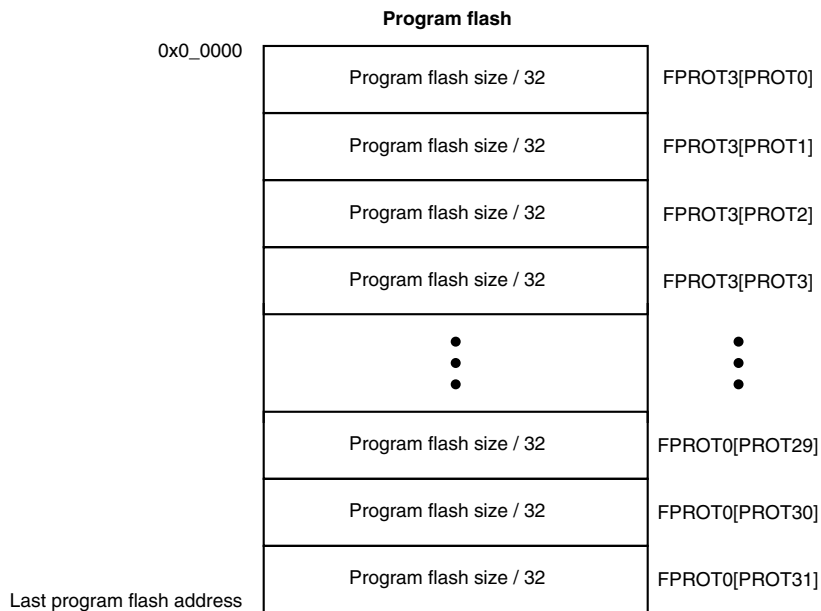 Program flash
0x0_0000
Program flash size / 32 FPROT3[PROT0]
Program flash size / 32 FPROT3[PROT1]
Program flash size / 32 FPROT3[PROT2]
Program flash size / 32 FPROT3[PROT3]
Program flash size / 32 FPROT0[PROT29]
Program flash size / 32 FPROT0[PROT30]
Program flash size / 32 FPROT0[PROT31]
Last program flash address